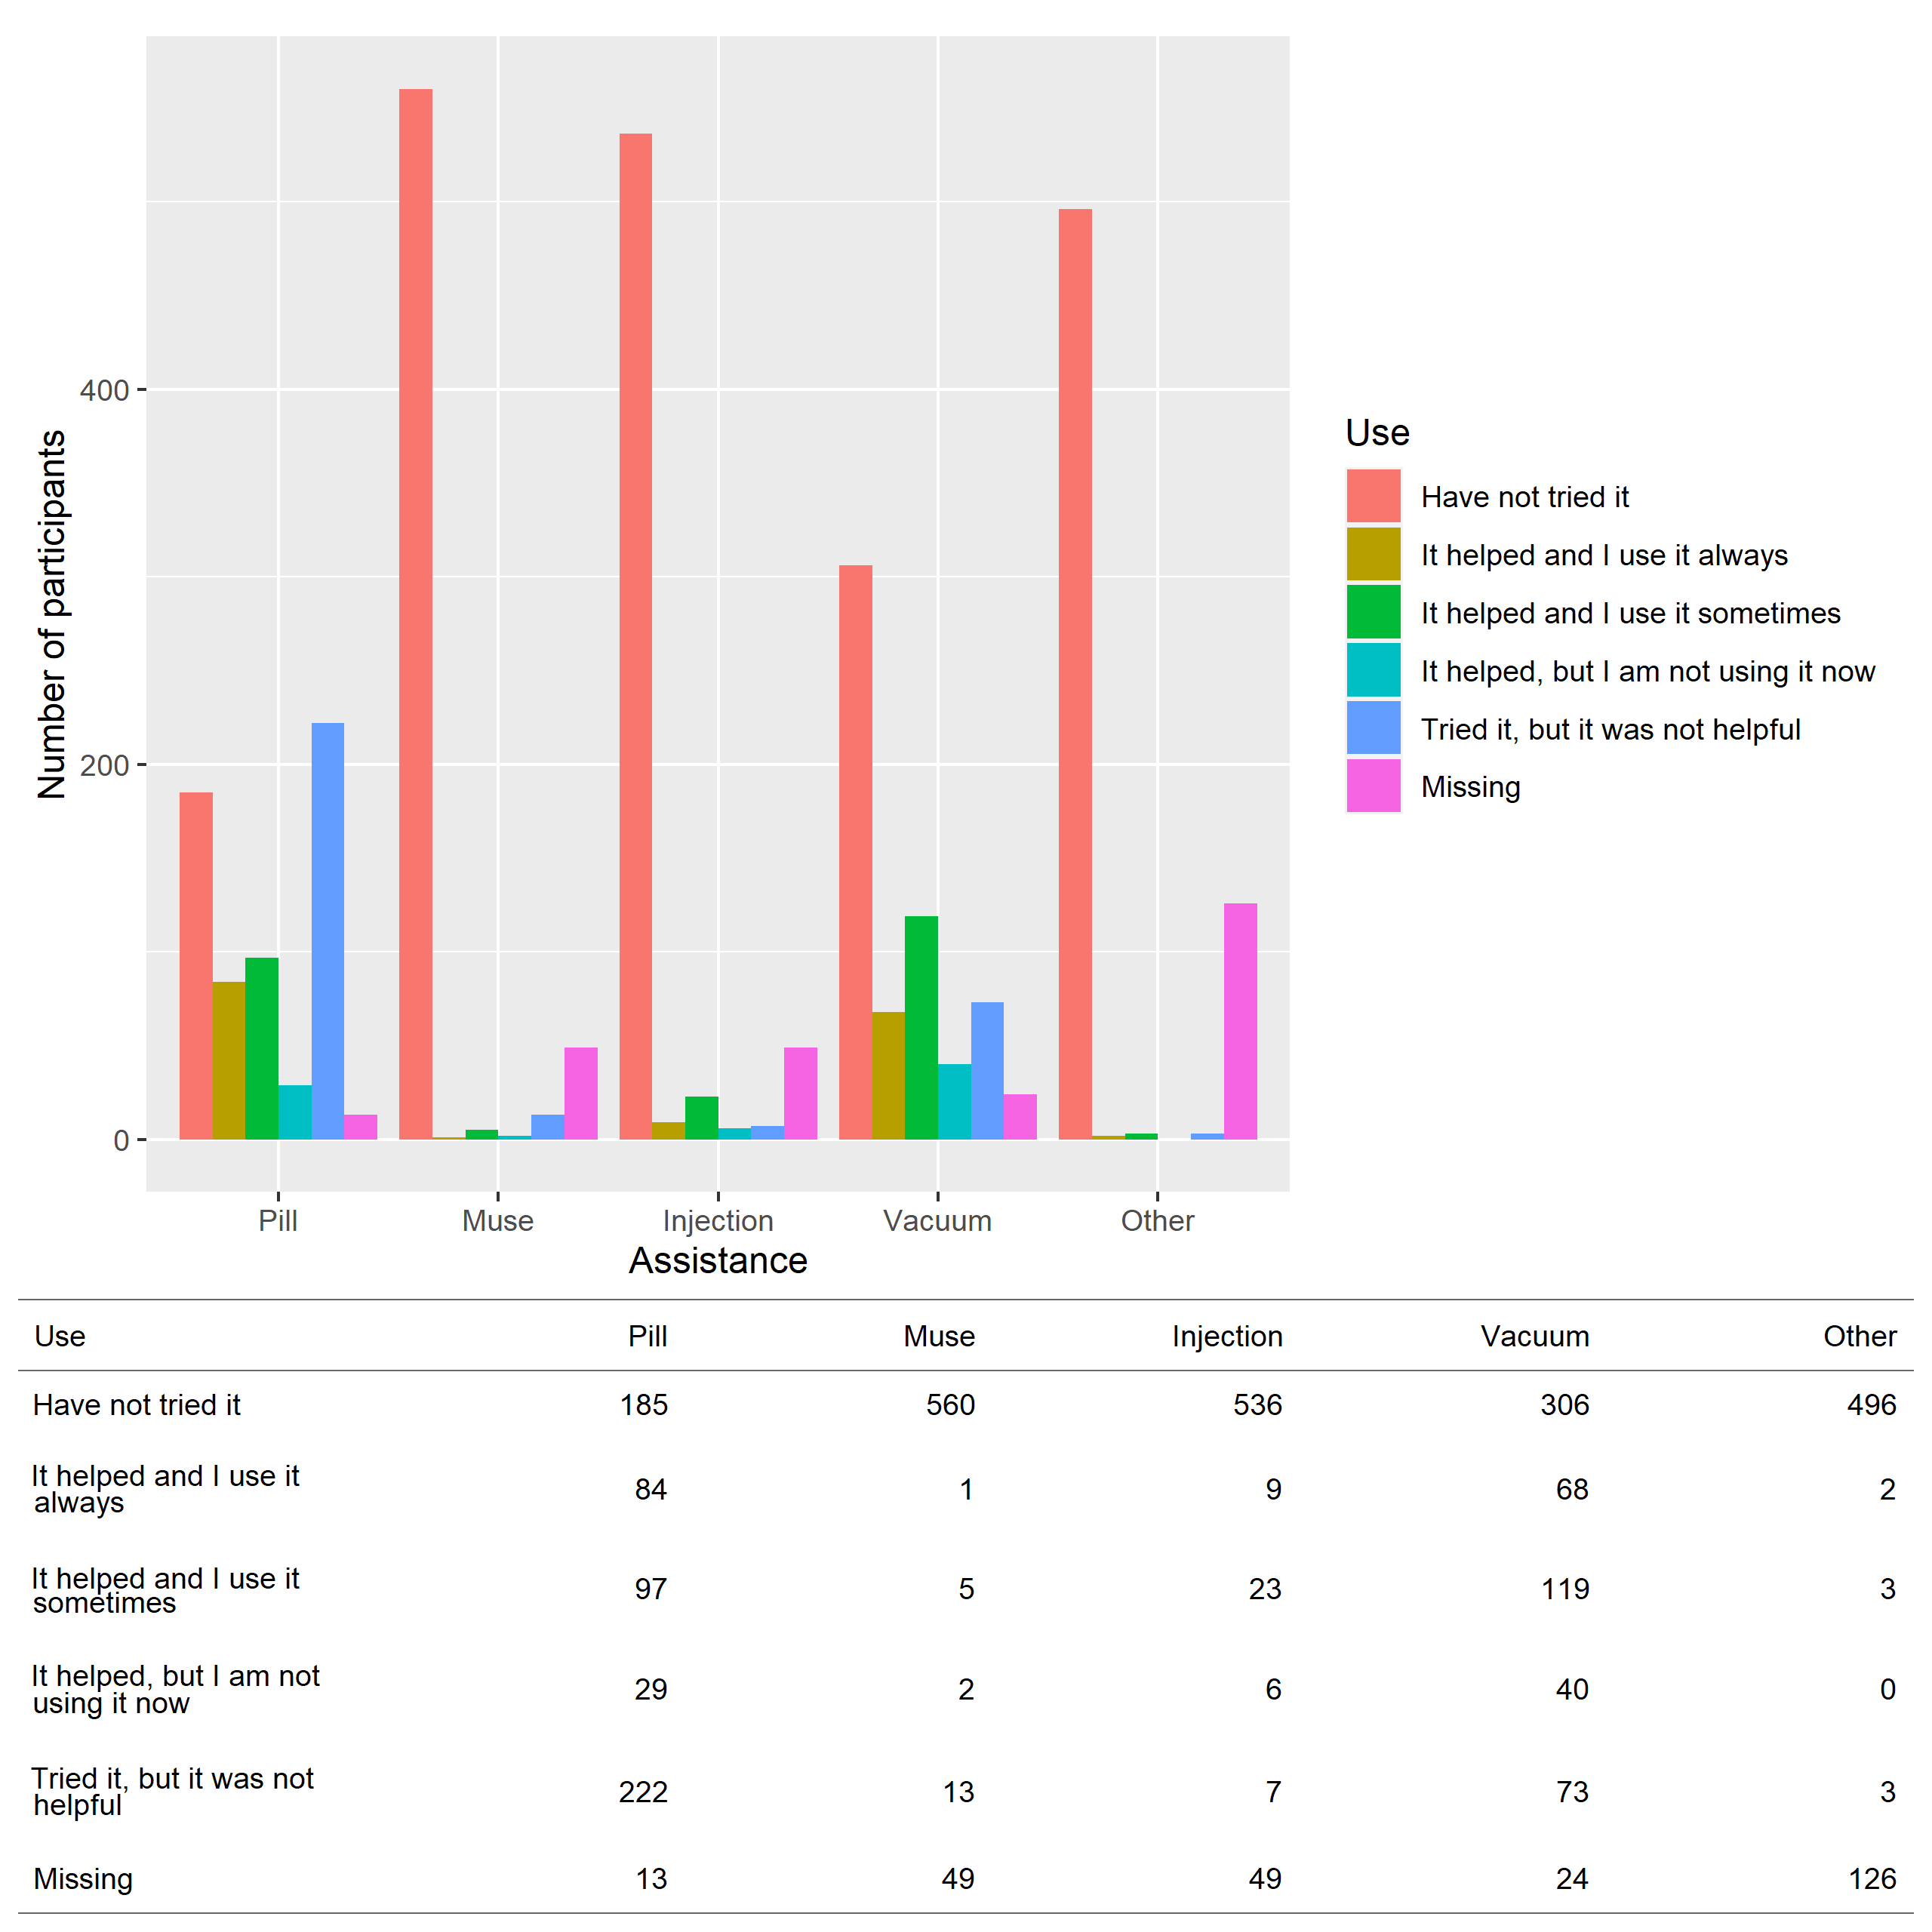 Number of participants
400
200
0
Pill Muse Injection Vacuum Other
Assistance
Use
Have not tried it
It helped and I use it always
It helped and I use it sometimes
It helped, but I am not using it now
Tried it, but it was not helpful
Missing
Use Pill Muse Injection Vacuum Other
Have not tried it 185 560 536 306 496
It helped and I use it
always 84 1 9 68 2
It helped and I use it
sometimes 97 5 23 119 3
It helped, but I am not
using it now 29 2 6 40 0
Tried it, but it was not
helpful 222 13 7 73 3
Missing 13 49 49 24 126